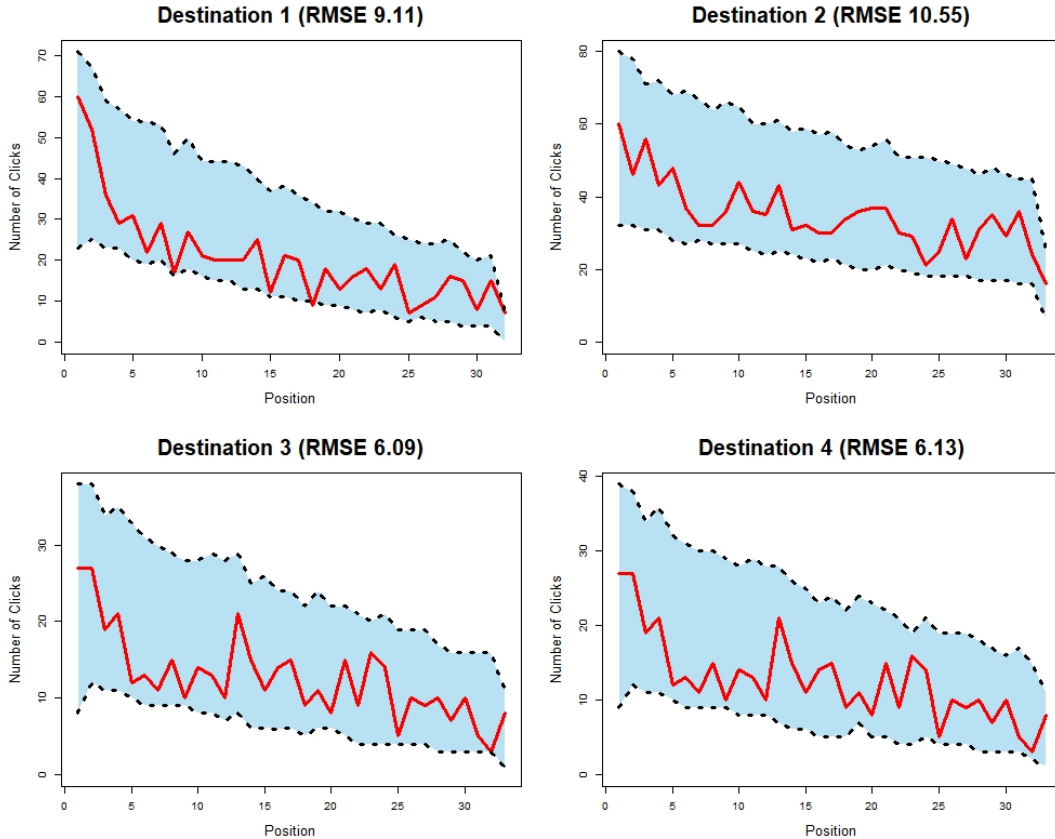 Destination 1 (RMSE 9.11)
Number of Clicks
70
60
50
40
30
20
10
0
0 5 10 15 20 25 30
Position
Destination 2 (RMSE 10.55)
Number of Clicks
80
60
40
20
0
0 5 10 15 20 25 30
Position
Destination 3 (RMSE 6.09)
Number of Clicks
30
20
10
0
0 5 10 15 20 25 30
Position
Destination 4 (RMSE 6.13)
Number of Clicks
40
30
20
10
0
0 5 10 15 20 25 30
Position